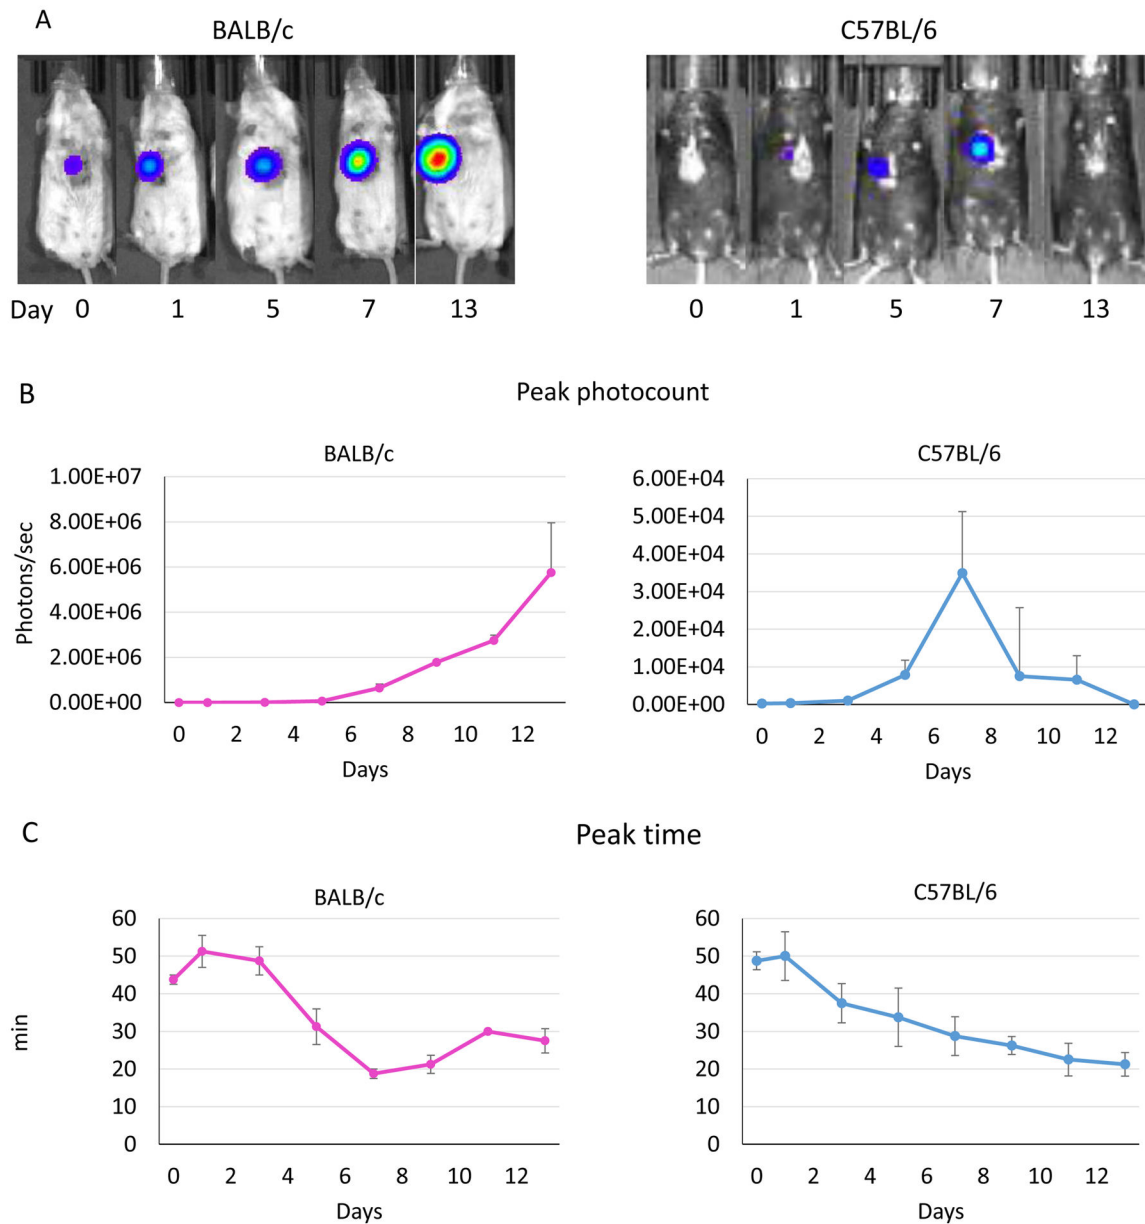 A
BALB/c
C57BL/6
Day 0 1 5 7 13
0 1 5 7 13
B
Peak photocount
BALB/c
1.00E+07
8.00E+06
6.00E+06
4.00E+06
2.00E+06
0.00E+00
Photons/sec
0 2 4 6 8 10 12
Days
C57BL/6
6.00E+04
5.00E+04
4.00E+04
3.00E+04
2.00E+04
1.00E+04
0.00E+00
0 2 4 6 8 10 12
Days
C
Peak time
BALB/c
60
50
40
30
20
10
0
min
0 2 4 6 8 10 12
Days
C57BL/6
60
50
40
30
20
10
0
0 2 4 6 8 10 12
Days